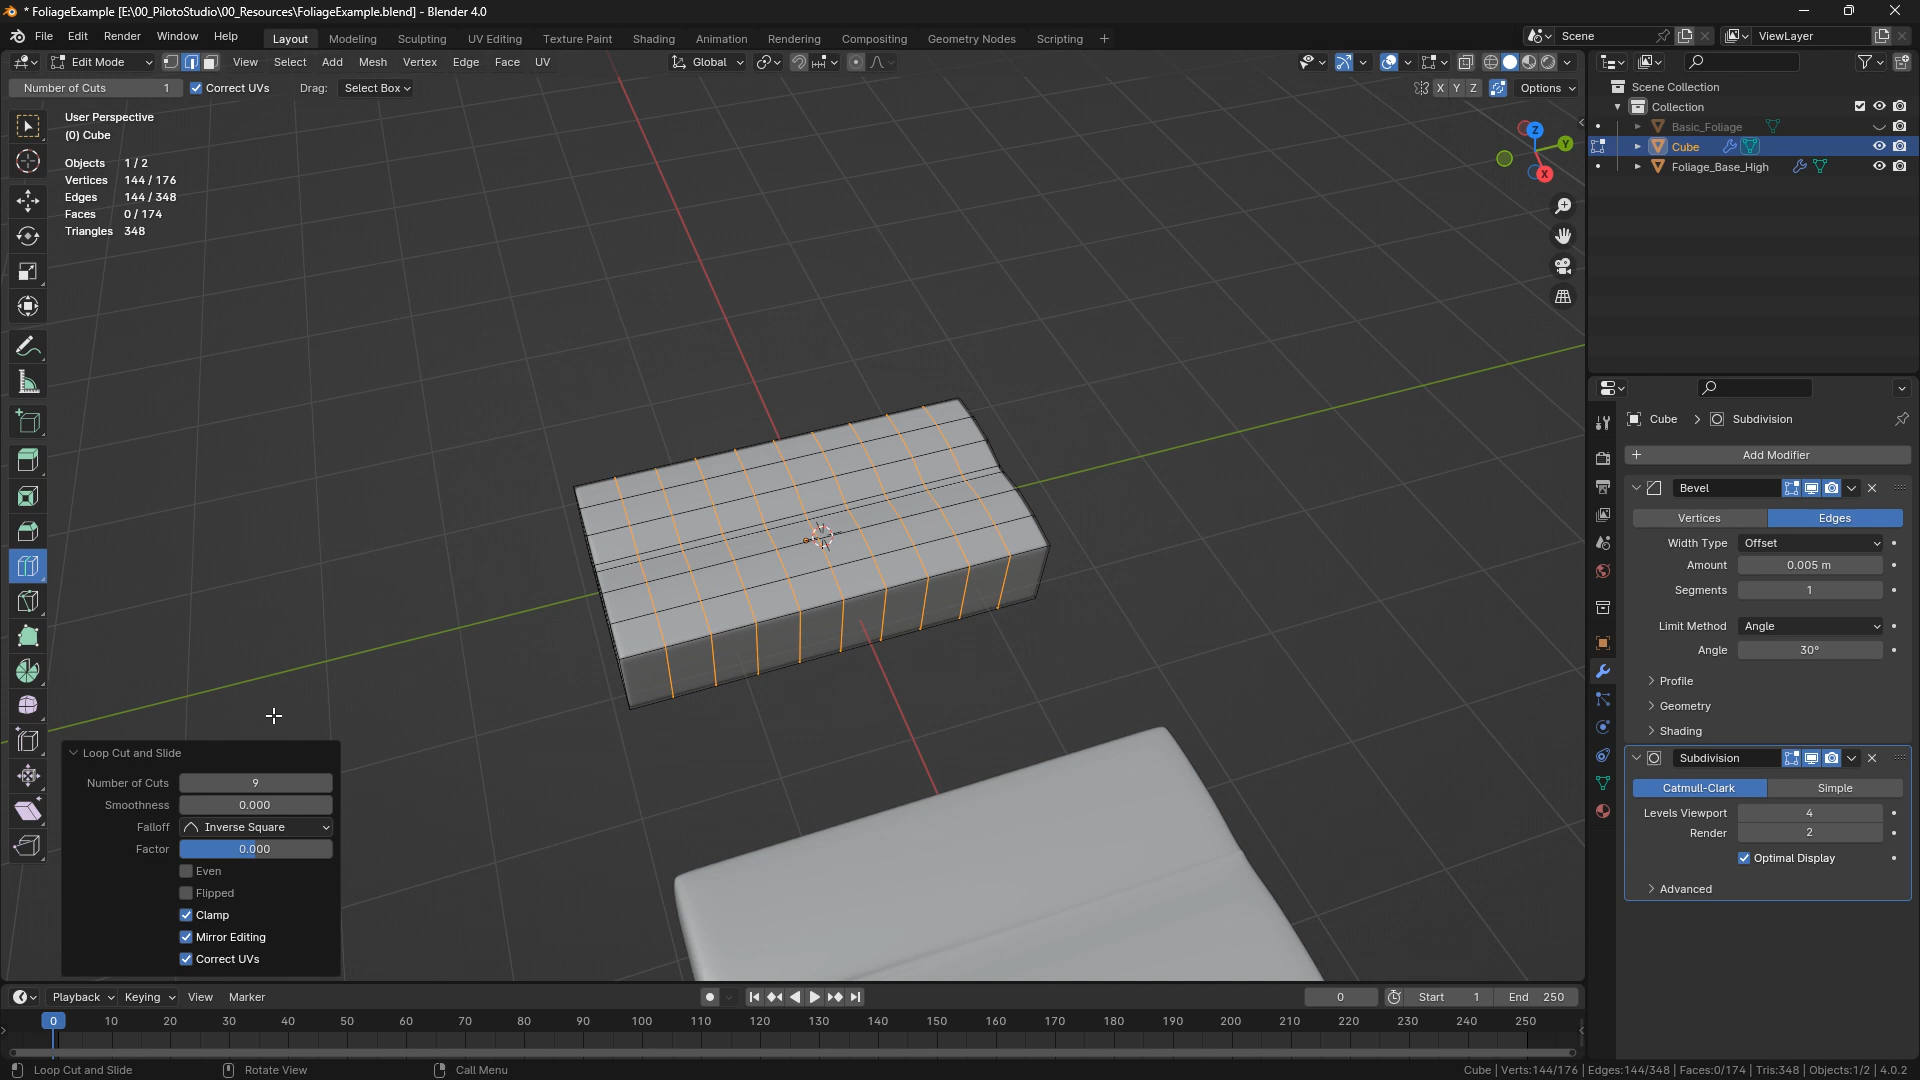 * FoliageExample [E:\00_PilotoStudio\00_Resources\FoliageExample.blend] - Blender 4.0
File Edit Render Window Help Layout Modeling Sculpting UV Editing Texture Paint Shading Animation Rendering Compositing Geometry Nodes Scripting + Scene ViewLayer
Edit Mode View Select Add Mesh Vertex Edge Face UV Global
Number of Cuts 1 Correct UVs Drag: Select Box X Y Z Options
User Perspective
(0) Cube
Objects 1 / 2
Vertices 144 / 176
Edges 144 / 348
Faces 0 / 174
Triangles 348
Z
Y
X
Loop Cut and Slide
Number of Cuts 9
Smoothness 0.000
Falloff Inverse Square
Factor 0.000
Even
Flipped
Clamp
Mirror Editing
Correct UVs
Scene Collection
Collection
Basic_Foliage
Cube
Foliage_Base_High
Cube > Subdivision
+ Add Modifier
Bevel
Vertices Edges
Width Type Offset
Amount 0.005 m
Segments 1
Limit Method Angle
Angle 30°
Profile
Geometry
Shading
Subdivision
Catmull-Clark Simple
Levels Viewport 4
Render 2
Optimal Display
Advanced
Playback Keying View Marker 0 Start 1 End 250
0 10 20 30 40 50 60 70 80 90 100 110 120 130 140 150 160 170 180 190 200 210 220 230 240 250
Loop Cut and Slide Rotate View Call Menu Cube | Verts:144/176 | Edges:144/348 | Faces:0/174 | Tris:348 | Objects:1/2 | 4.0.2